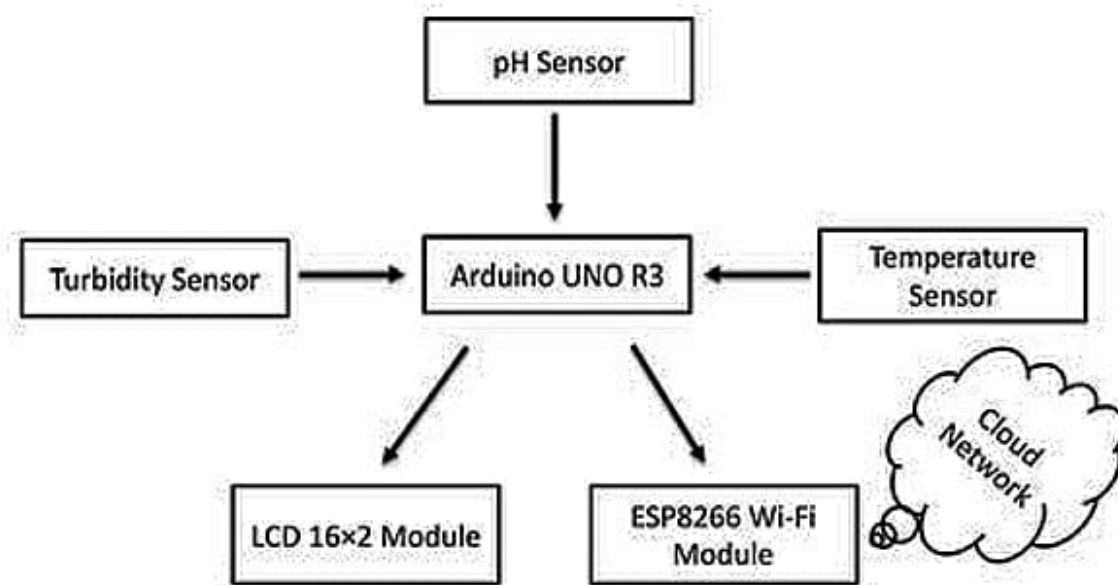 pH Sensor
Turbidity Sensor
Arduino UNO R3
Temperature
Sensor
Cloud
Network
LCD 16×2 Module
ESP8266 Wi-Fi
Module